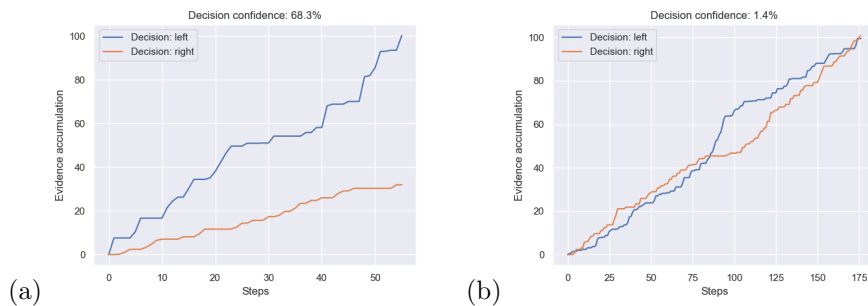 Decision confidence: 68.3%
Decision: left
Decision: right
Evidence accumulation
100
80
60
40
20
0
0 10 20 30 40 50
Steps
(a)
Decision confidence: 1.4%
Decision: left
Decision: right
Evidence accumulation
100
80
60
40
20
0
0 25 50 75 100 125 150 175
Steps
(b)